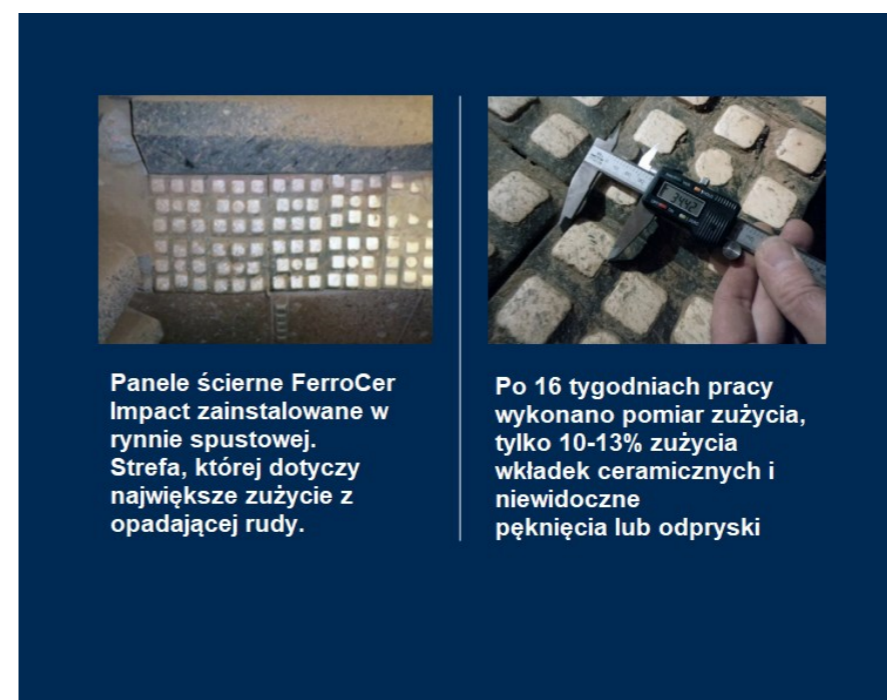 Panele ścierne FerroCer
Impact zainstalowane w
rynnie spustowej.
Strefa, której dotyczy
największe zużycie z
opadającej rudy.
Po 16 tygodniach pracy
wykonano pomiar zużycia,
tylko 10-13% zużycia
wkładek ceramicznych i
niewidoczne
pęknięcia lub odpryski